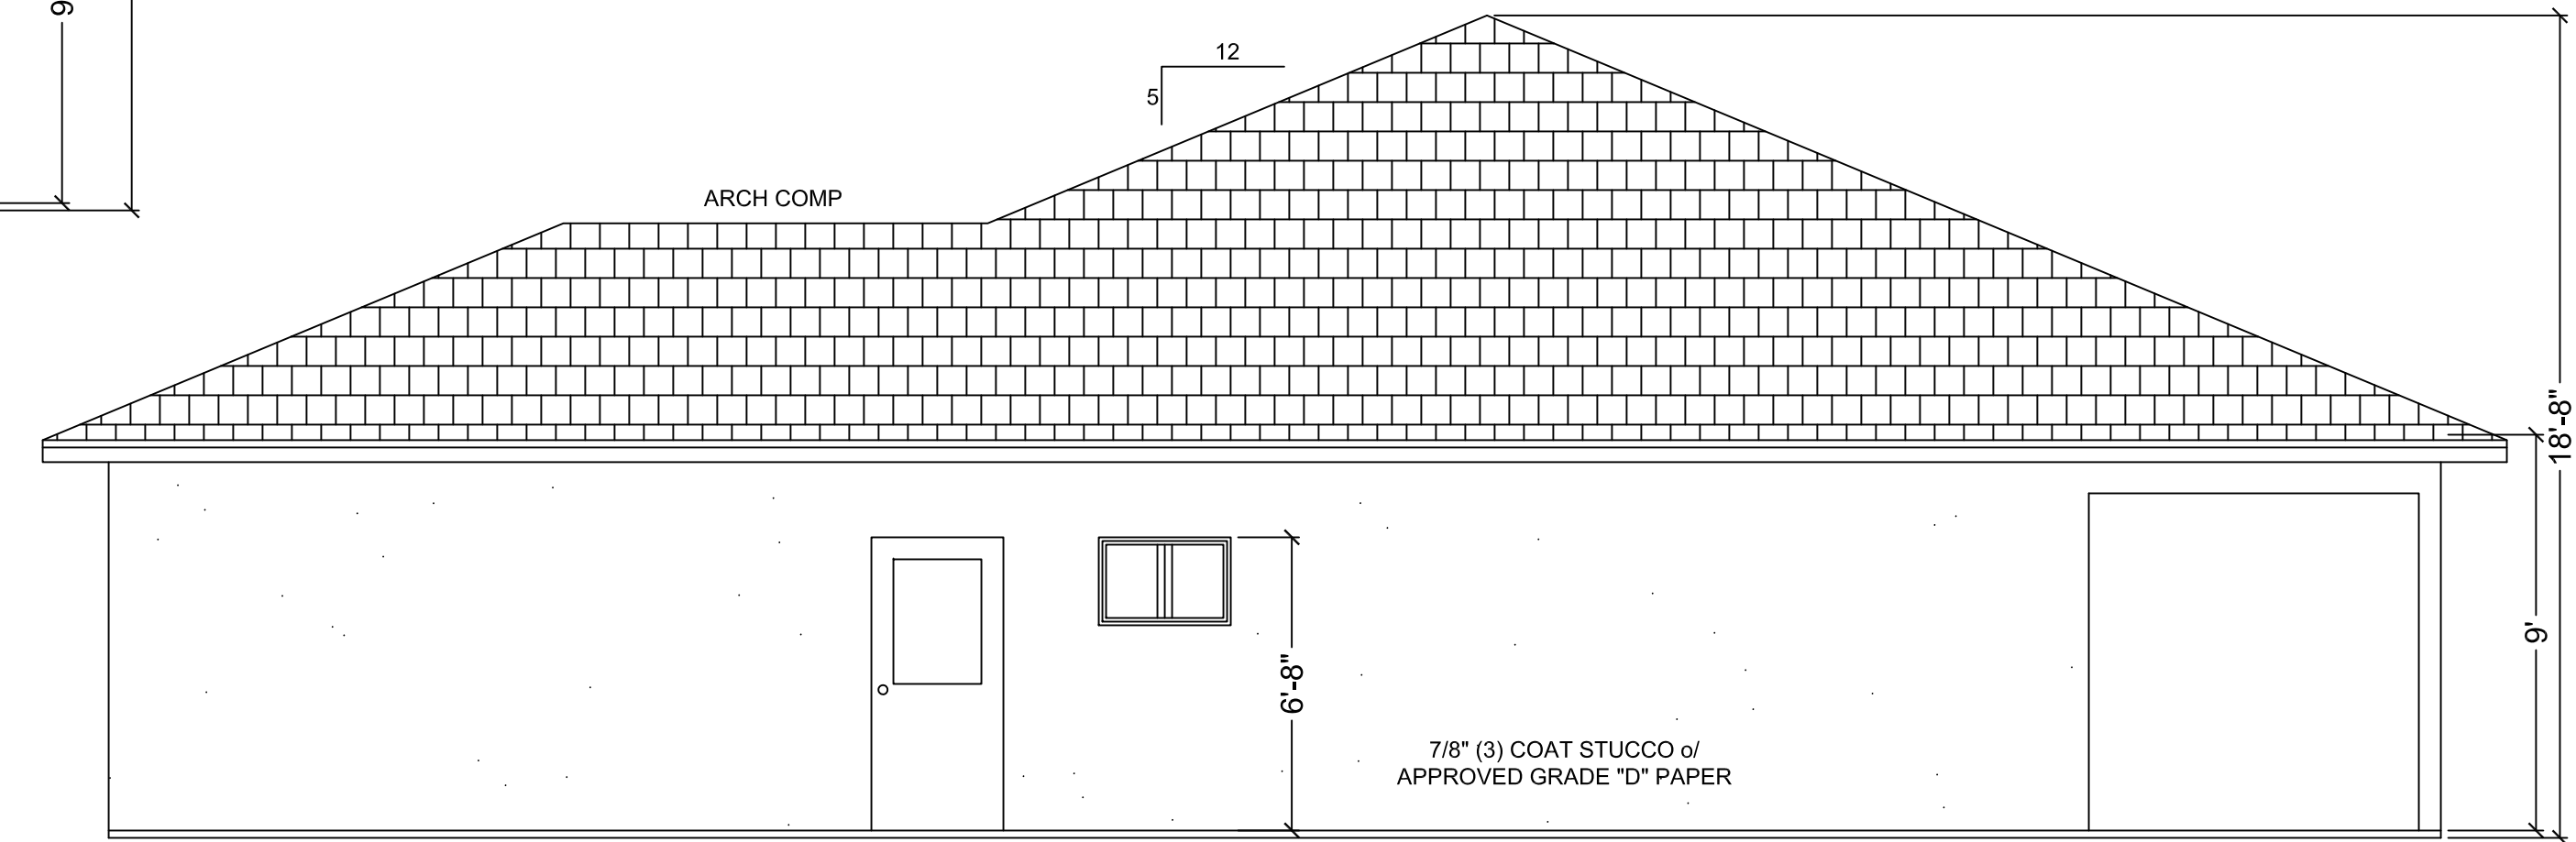 9
12
5
ARCH COMP
18'-8"
9'
6'-8"
7/8" (3) COAT STUCCO o/
APPROVED GRADE "D" PAPER